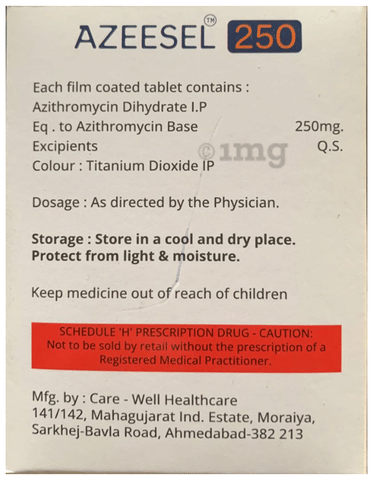 AZEESEL™ 250
Each film coated tablet contains :
Azithromycin Dihydrate I.P
Eq . to Azithromycin Base 250mg.
Excipients Q.S.
©1mg
Colour : Titanium Dioxide IP
Dosage : As directed by the Physician.
Storage : Store in a cool and dry place.
Protect from light & moisture.
Keep medicine out of reach of children
SCHEDULE 'H' PRESCRIPTION DRUG - CAUTION:
Not to be sold by retail without the prescription of a
Registered Medical Practitioner.
Mfg. by : Care - Well Healthcare
141/142, Mahagujarat Ind. Estate, Moraiya,
Sarkhej-Bavla Road, Ahmedabad-382 213